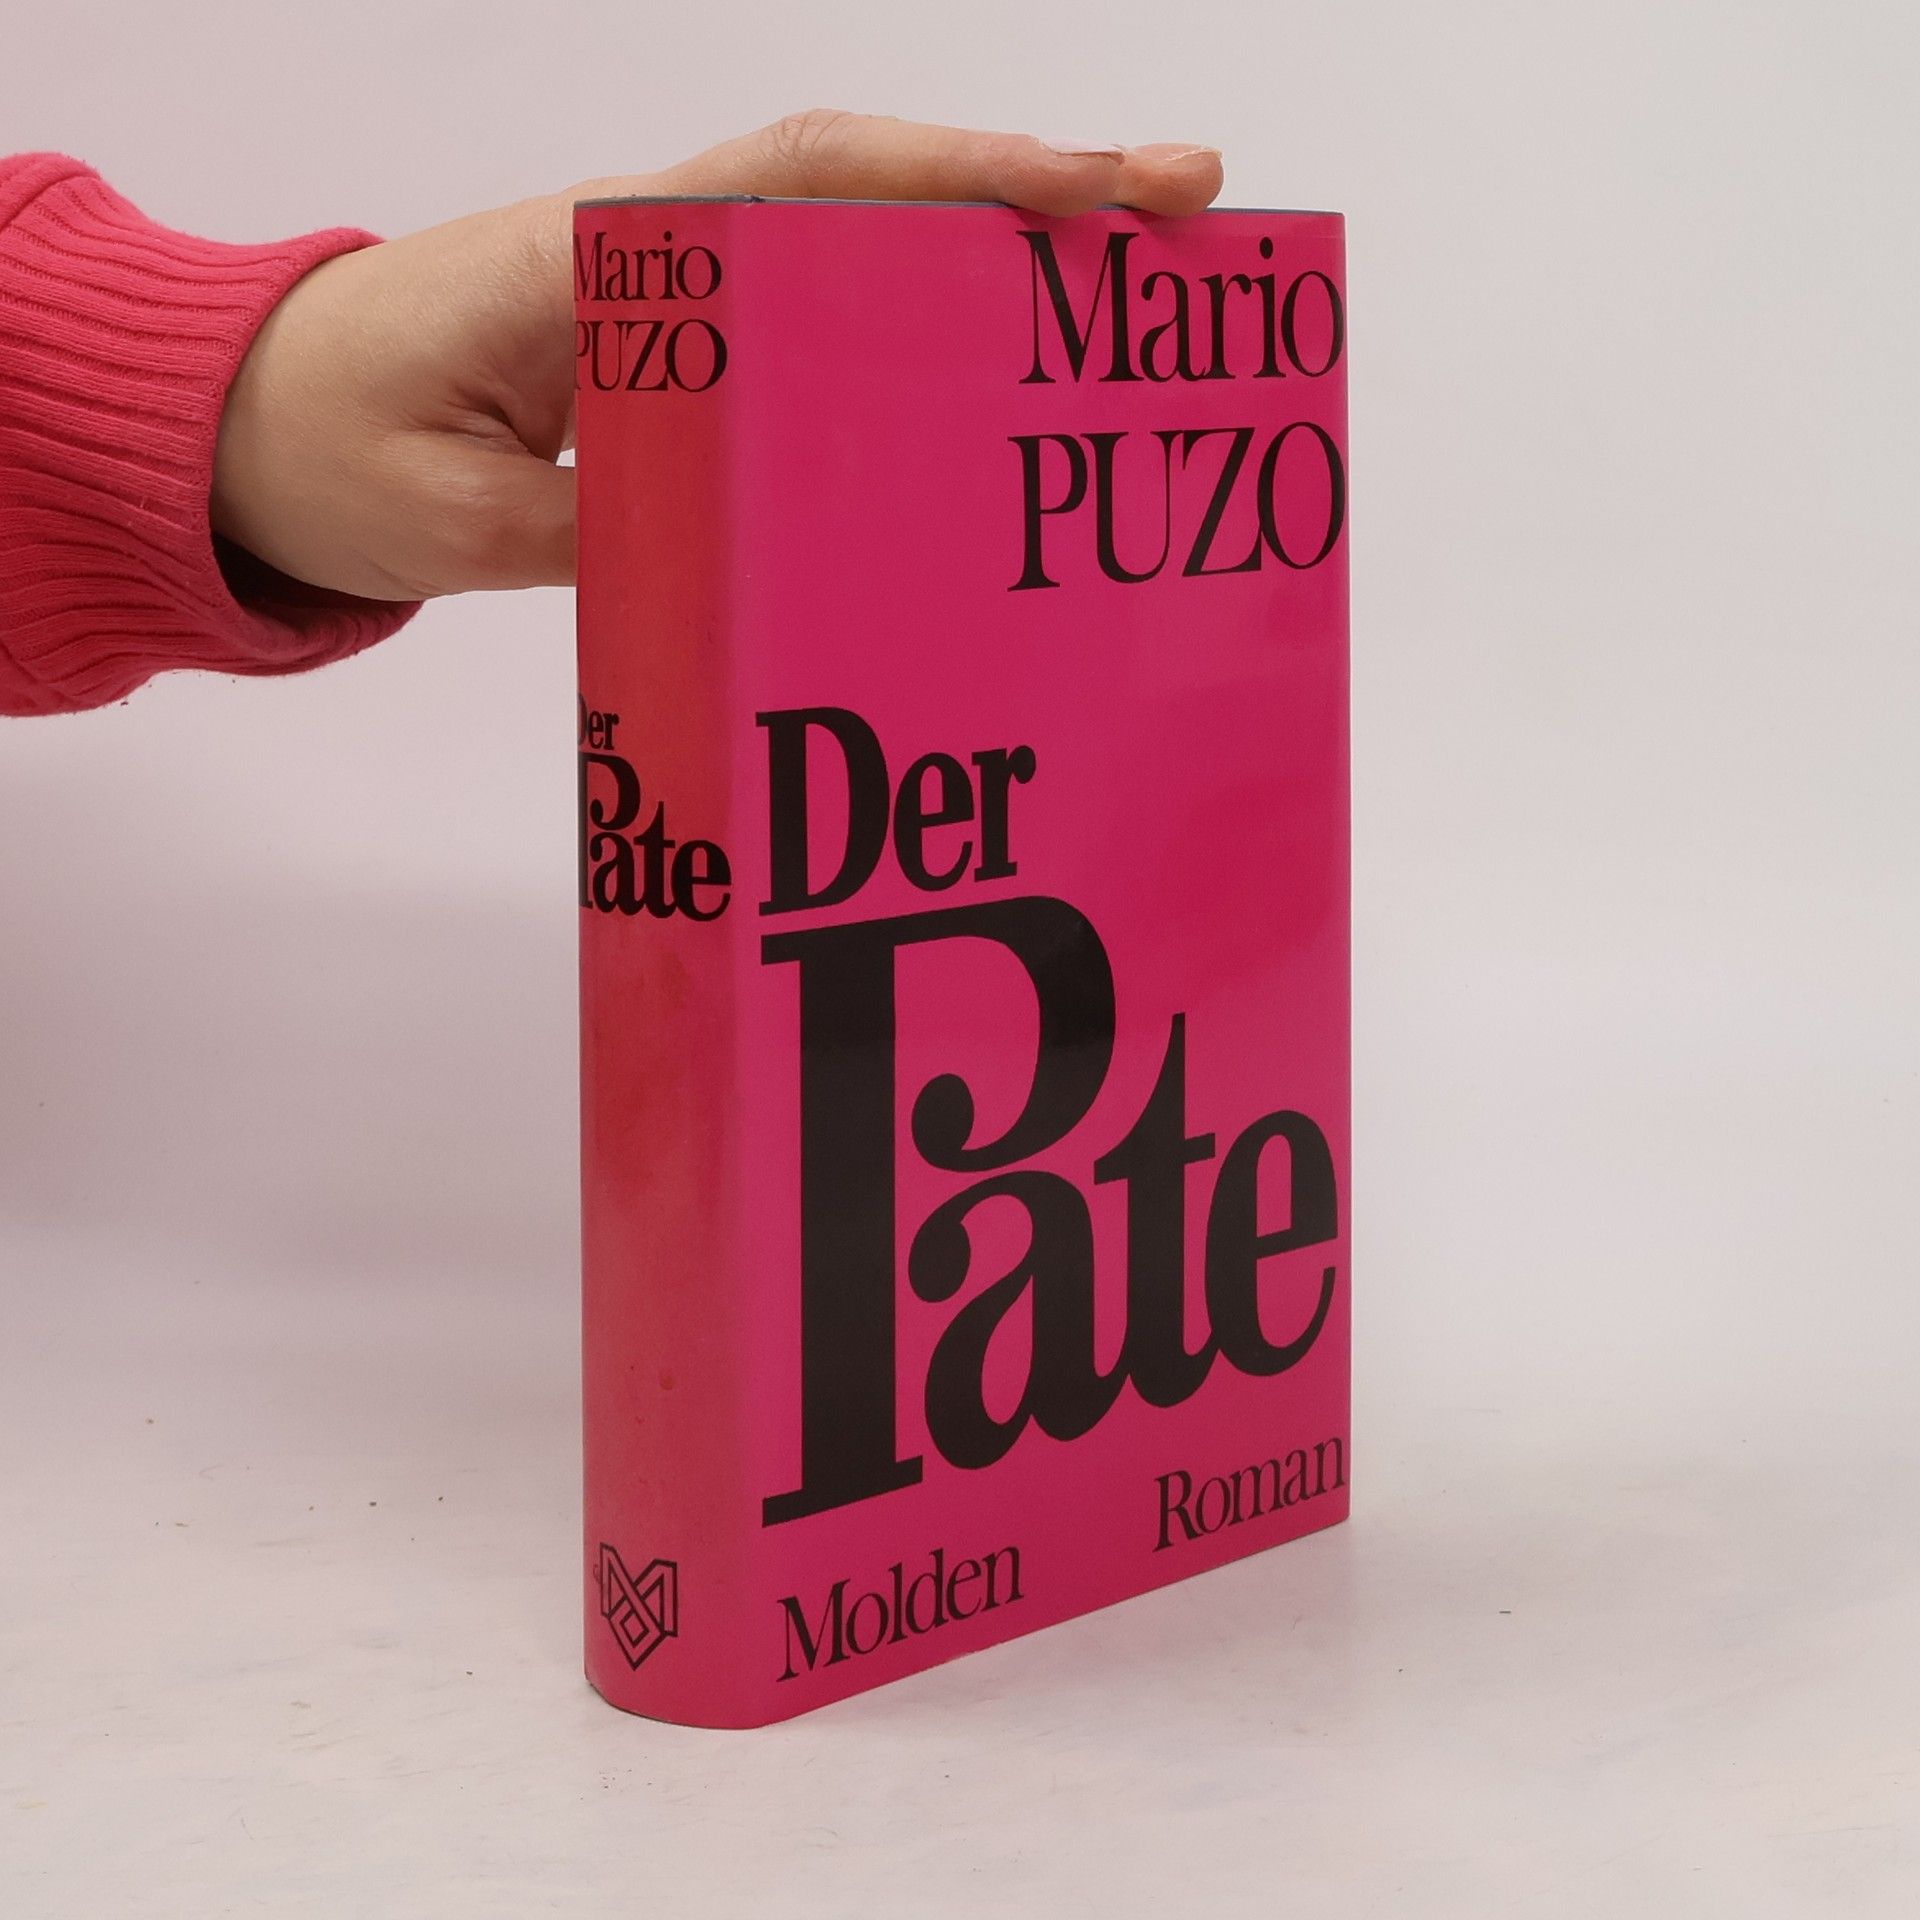 Mario
PUZO
Der
Pate
Mario
PUZO
Der
Pate
Molden
Roman